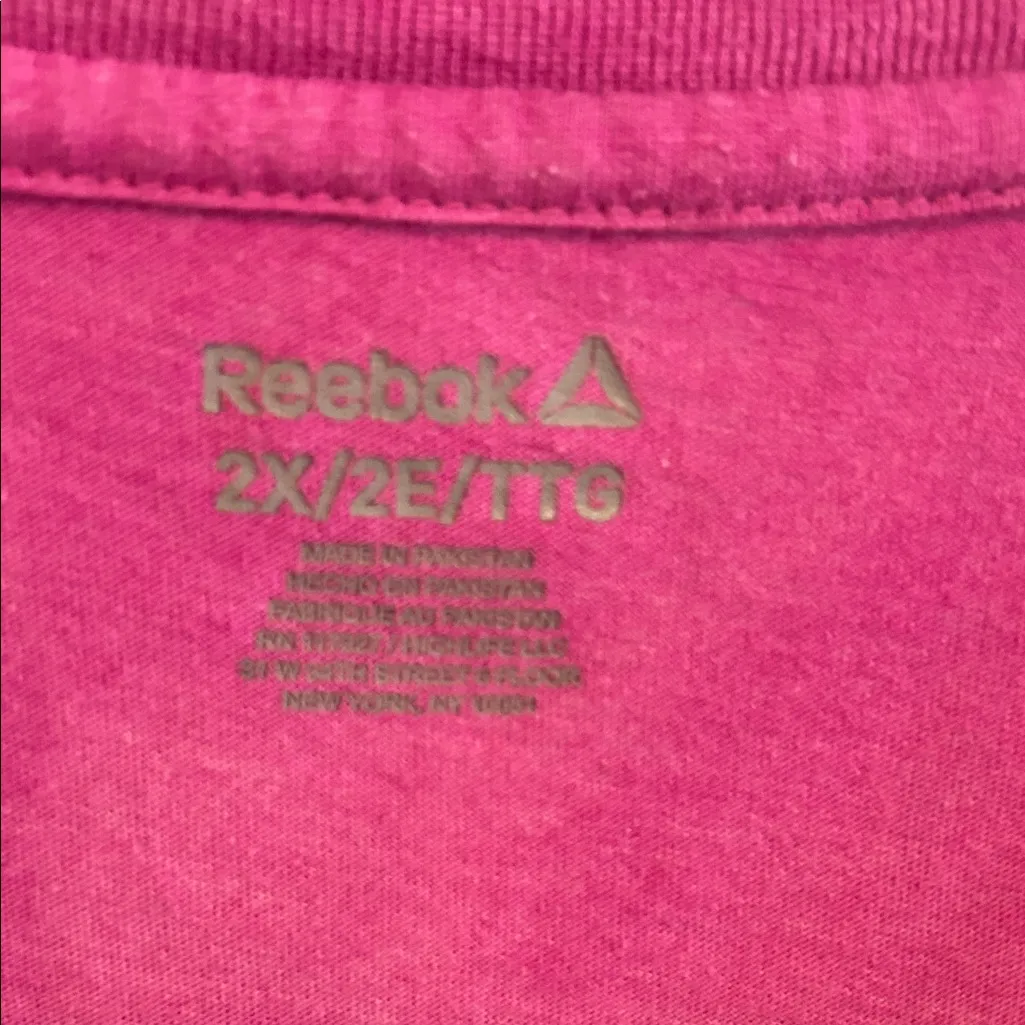 Reebok
2X/2E/TTG
MADE IN PAKISTAN
HECHO EN PAKISTAN
FABRIQUE AU PAKISTAN
/ HIGHLIFE LLC
STREET FLOOR
NEW YORK, NY